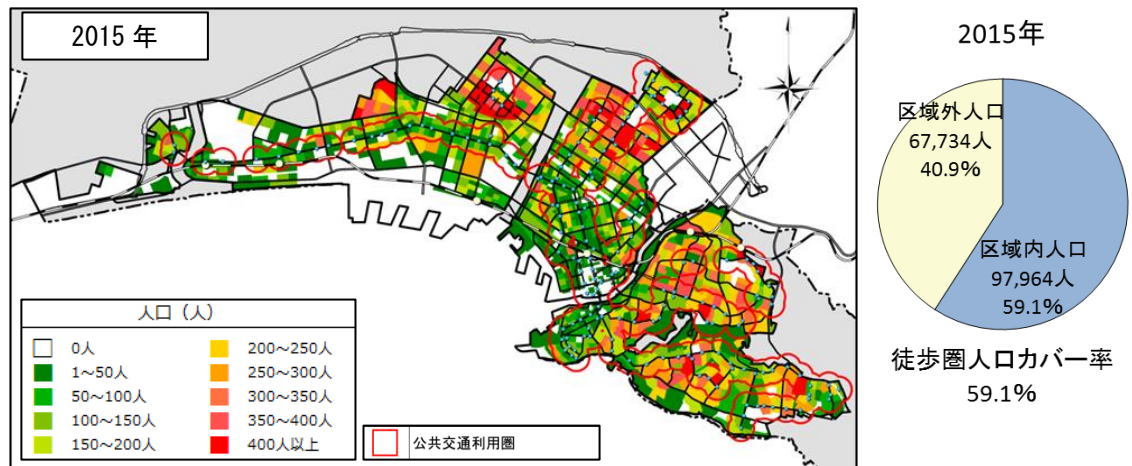 2015 年
人口（人）
0人
1～50人
50～100人
100～150人
150～200人
200～250人
250～300人
300～350人
350～400人
400人以上
公共交通利用圏
2015年
区域外人口
67,734人
40.9%
区域内人口
97,964人
59.1%
徒歩圏人口カバー率
59.1%